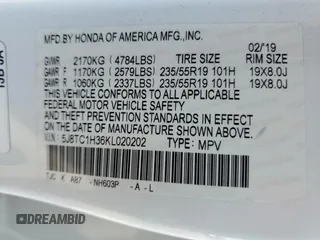 MFD BY HONDA OF AMERICA MFG.,INC.
02/'19
GVWR 2170KG (4784LBS) TIRE SIZE RIM SIZE
GAWR F 1170KG (2579LBS) 235/55R19 101H 19X8.0J
GAWR R 1060KG (2337LBS) 235/55R19 101H 19X8.0J
THIS VEHICLE CONFORMS TO ALL APPLICABLE
FEDERAL MOTOR VEHICLE
SAFETY, BUMPER, AND THEFT PREVENTION STANDARDS
IN EFFECT ON THE DATE OF MANUFACTURE SHOWN ABOVE.
5J8TC1H36KL020202 TYPE: MPV
TJC K AB7 -NH603P -A-L
DREAMBID